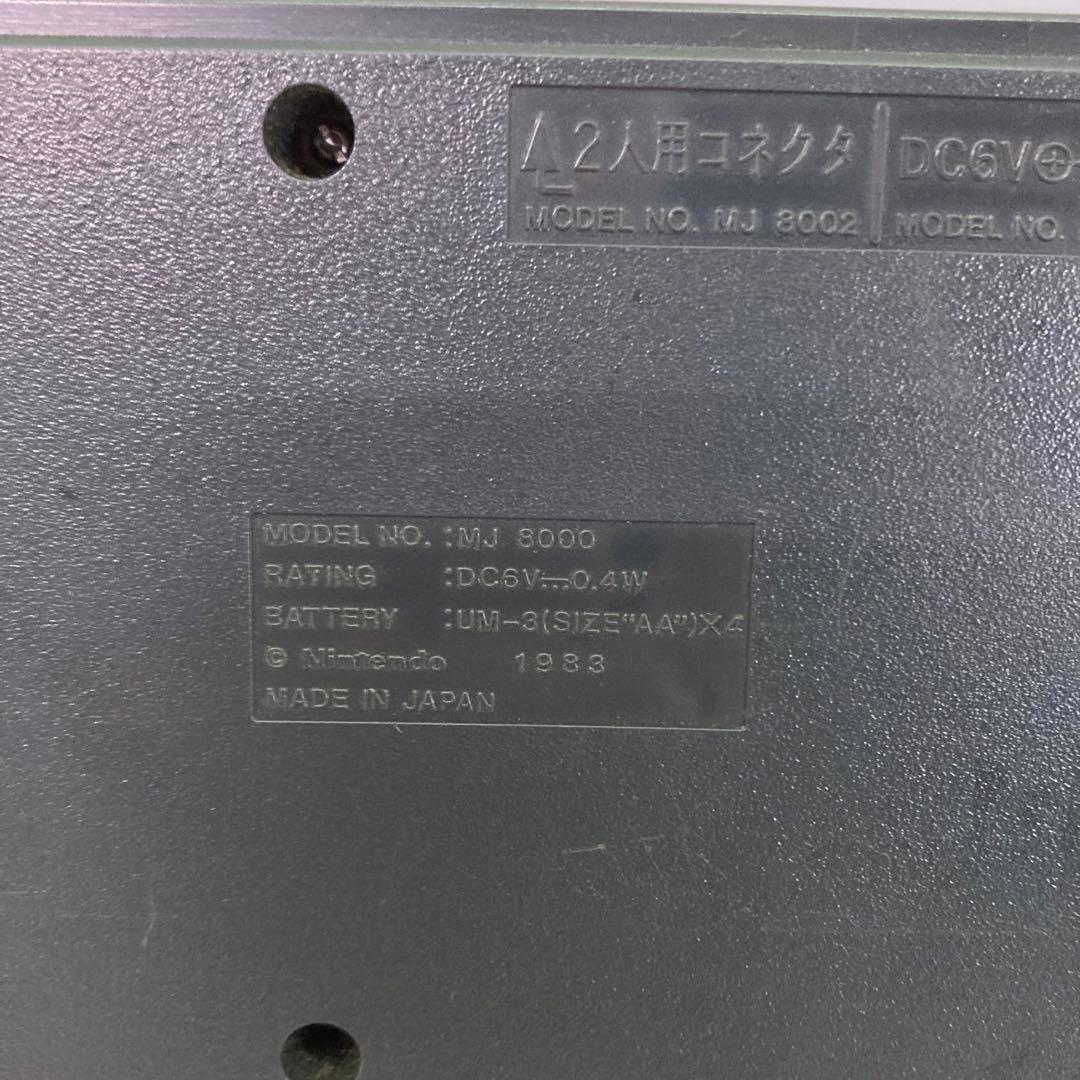 2人用コネクタ
MODEL NO. MJ 8002
DC6V⊕
MODEL NO.
MODEL NO. :MJ 8000
RATING :DC6V⎓0.4W
BATTERY :UM-3(SIZE"AA")X4
© Nintendo 1983
MADE IN JAPAN